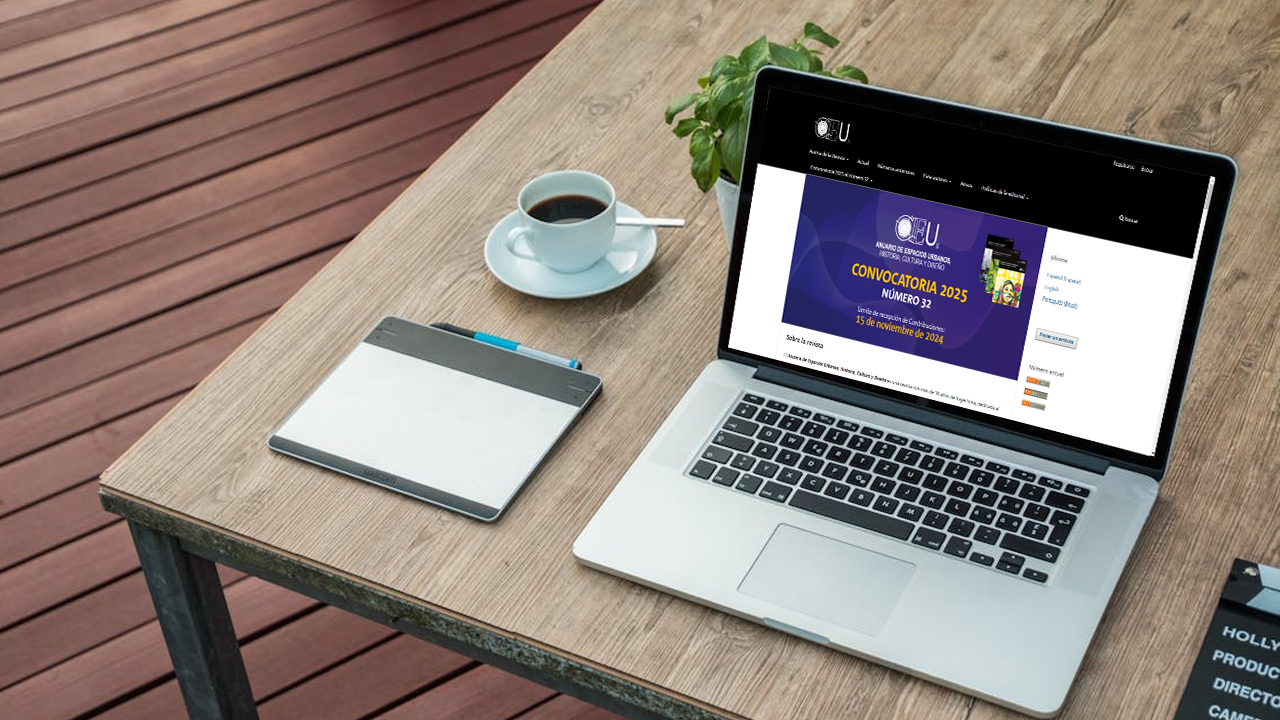 EU
Acerca de la Revista
Actual
Números anteriores
Para autores
Avisos
Políticas de la editorial
Registrarse
Entrar
Convocatoria 2025 al número 32
Buscar
EU
ANUARIO DE ESPACIOS URBANOS,
HISTORIA, CULTURA Y DISEÑO
CONVOCATORIA 2025
NÚMERO 32
Límite de recepción de Contribuciones:
15 de noviembre de 2024
Idioma
Español (España)
English
Português (Brasil)
Enviar un artículo
Número actual
Sobre la revista
Anuario de Espacios Urbanos, Historia, Cultura y Diseño
HOLLY
PRODUC
DIRECTO
CAME